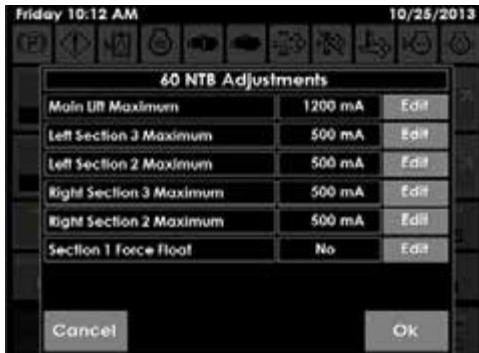 Friday 10:12 AM 10/25/2013
60 NTB Adjustments
Main Lift Maximum 1200 mA Edit
Left Section 3 Maximum 500 mA Edit
Left Section 2 Maximum 500 mA Edit
Right Section 3 Maximum 500 mA Edit
Right Section 2 Maximum 500 mA Edit
Section 1 Force Float No Edit
Cancel Ok